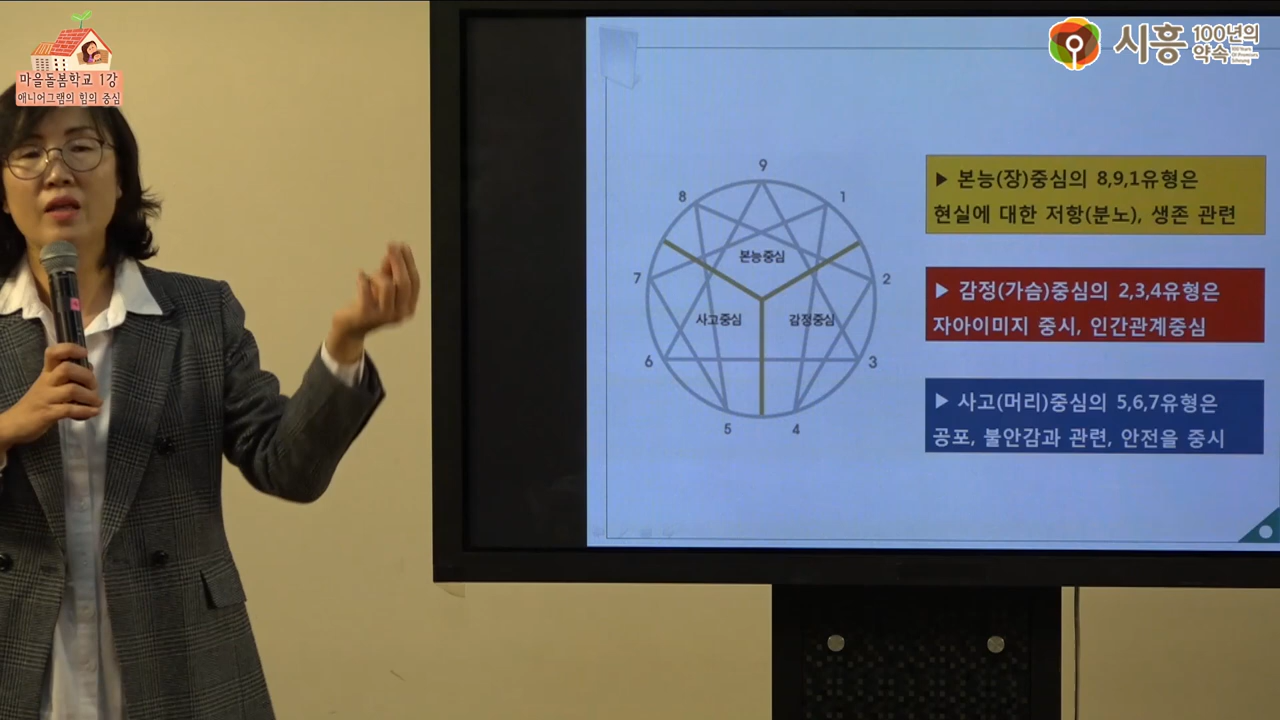 마을돌봄학교 1강
애니어그램의 힘의 중심
시흥 100년의
약속
9
8
1
본능중심
7
2
사고중심
감정중심
6
3
5
4
▶ 본능(장)중심의 8,9,1유형은
현실에 대한 저항(분노), 생존 관련
▶ 감정(가슴)중심의 2,3,4유형은
자아이미지 중시, 인간관계중심
▶ 사고(머리)중심의 5,6,7유형은
공포, 불안감과 관련, 안전을 중시